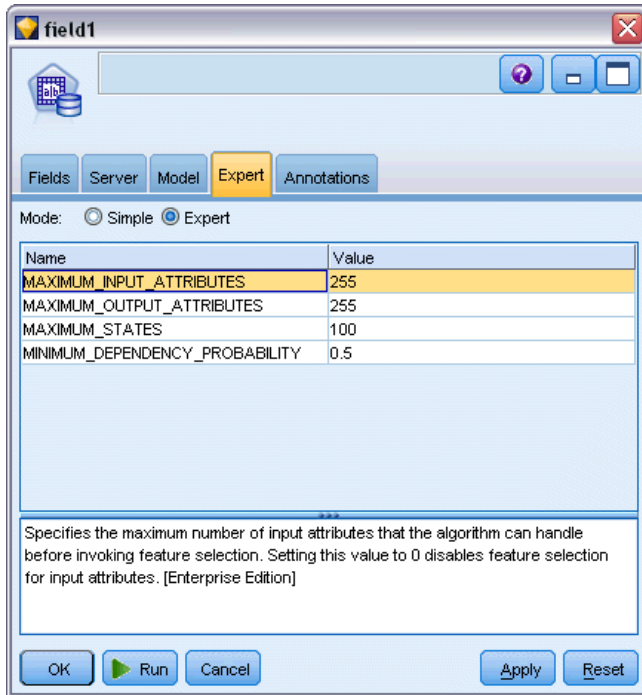 field1
Fields Server Model Expert Annotations
Mode: Simple Expert
Name Value
MAXIMUM_INPUT_ATTRIBUTES 255
MAXIMUM_OUTPUT_ATTRIBUTES 255
MAXIMUM_STATES 100
MINIMUM_DEPENDENCY_PROBABILITY 0.5
Specifies the maximum number of input attributes that the algorithm can handle
before invoking feature selection. Setting this value to 0 disables feature selection
for input attributes. [Enterprise Edition]
OK Run Cancel Apply Reset